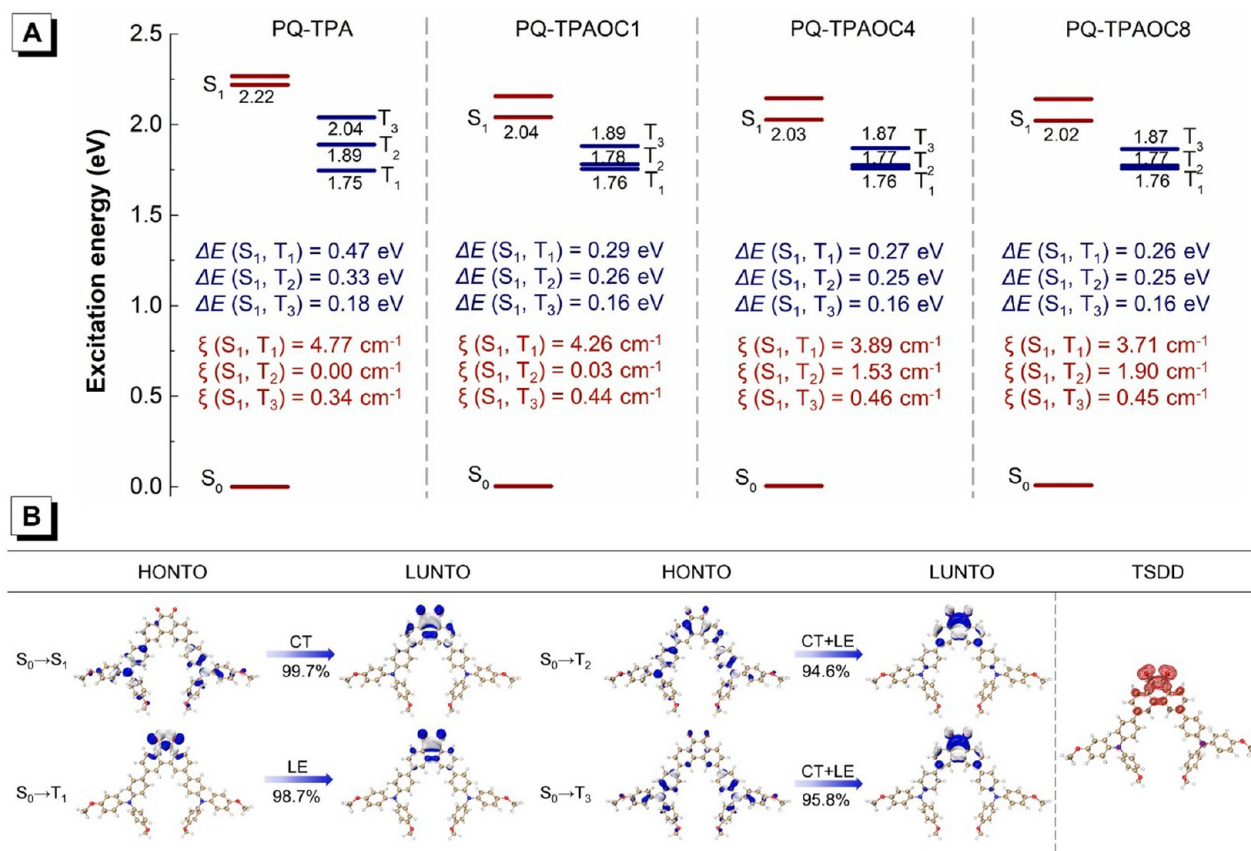 A
PQ-TPA PQ-TPAOC1 PQ-TPAOC4 PQ-TPAOC8
Excitation energy (eV)
2.5
2.0
1.5
1.0
0.5
0.0
S₁
2.22
2.04 T₃
1.89 T₂
1.75 T₁
ΔE (S₁, T₁) = 0.47 eV
ΔE (S₁, T₂) = 0.33 eV
ΔE (S₁, T₃) = 0.18 eV
ξ (S₁, T₁) = 4.77 cm⁻¹
ξ (S₁, T₂) = 0.00 cm⁻¹
ξ (S₁, T₃) = 0.34 cm⁻¹
S₀
S₁
2.04
1.89 T₃
1.78 T₂
1.76 T₁
ΔE (S₁, T₁) = 0.29 eV
ΔE (S₁, T₂) = 0.26 eV
ΔE (S₁, T₃) = 0.16 eV
ξ (S₁, T₁) = 4.26 cm⁻¹
ξ (S₁, T₂) = 0.03 cm⁻¹
ξ (S₁, T₃) = 0.44 cm⁻¹
S₀
S₁
2.03
1.87 T₃
1.77 T₂
1.76 T₁
ΔE (S₁, T₁) = 0.27 eV
ΔE (S₁, T₂) = 0.25 eV
ΔE (S₁, T₃) = 0.16 eV
ξ (S₁, T₁) = 3.89 cm⁻¹
ξ (S₁, T₂) = 1.53 cm⁻¹
ξ (S₁, T₃) = 0.46 cm⁻¹
S₀
S₁
2.02
1.87 T₃
1.77 T₂
1.76 T₁
ΔE (S₁, T₁) = 0.26 eV
ΔE (S₁, T₂) = 0.25 eV
ΔE (S₁, T₃) = 0.16 eV
ξ (S₁, T₁) = 3.71 cm⁻¹
ξ (S₁, T₂) = 1.90 cm⁻¹
ξ (S₁, T₃) = 0.45 cm⁻¹
S₀
B
HONTO LUNTO HONTO LUNTO TSDD
S₀→S₁ CT 99.7%
S₀→T₂ CT+LE 94.6%
S₀→T₁ LE 98.7%
S₀→T₃ CT+LE 95.8%